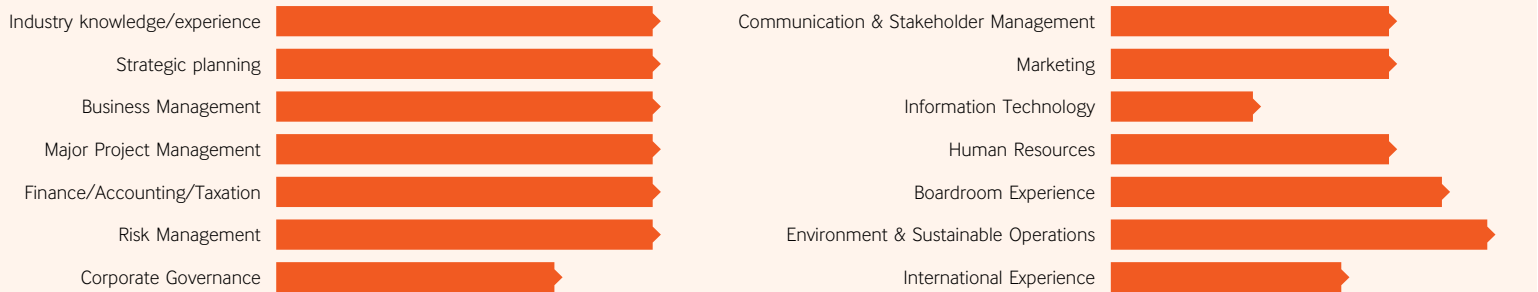 Industry knowledge/experience
Strategic planning
Business Management
Major Project Management
Finance/Accounting/Taxation
Risk Management
Corporate Governance
Communication & Stakeholder Management
Marketing
Information Technology
Human Resources
Boardroom Experience
Environment & Sustainable Operations
International Experience